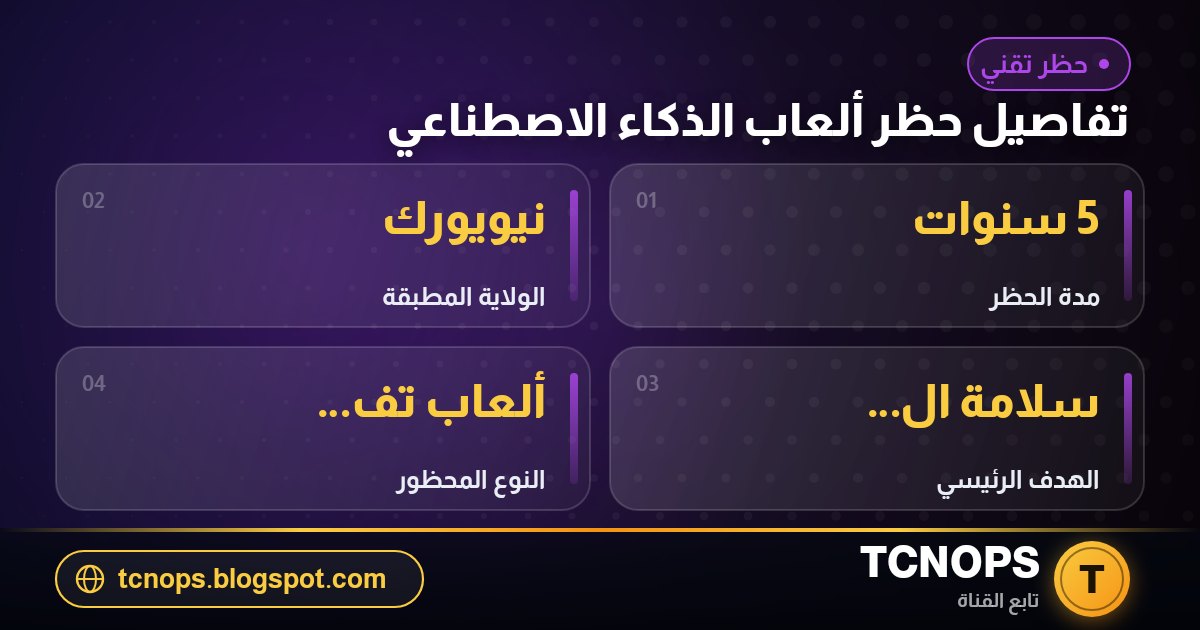 • حظر تقني
تفاصيل حظر ألعاب الذكاء الاصطناعي
01
5 سنوات
مدة الحظر
02
نيويورك
الولاية المطبقة
03
سلامة ال...
الهدف الرئيسي
04
ألعاب تف...
النوع المحظور
T
TCNOPS
تابع القناة
tcnops.blogspot.com